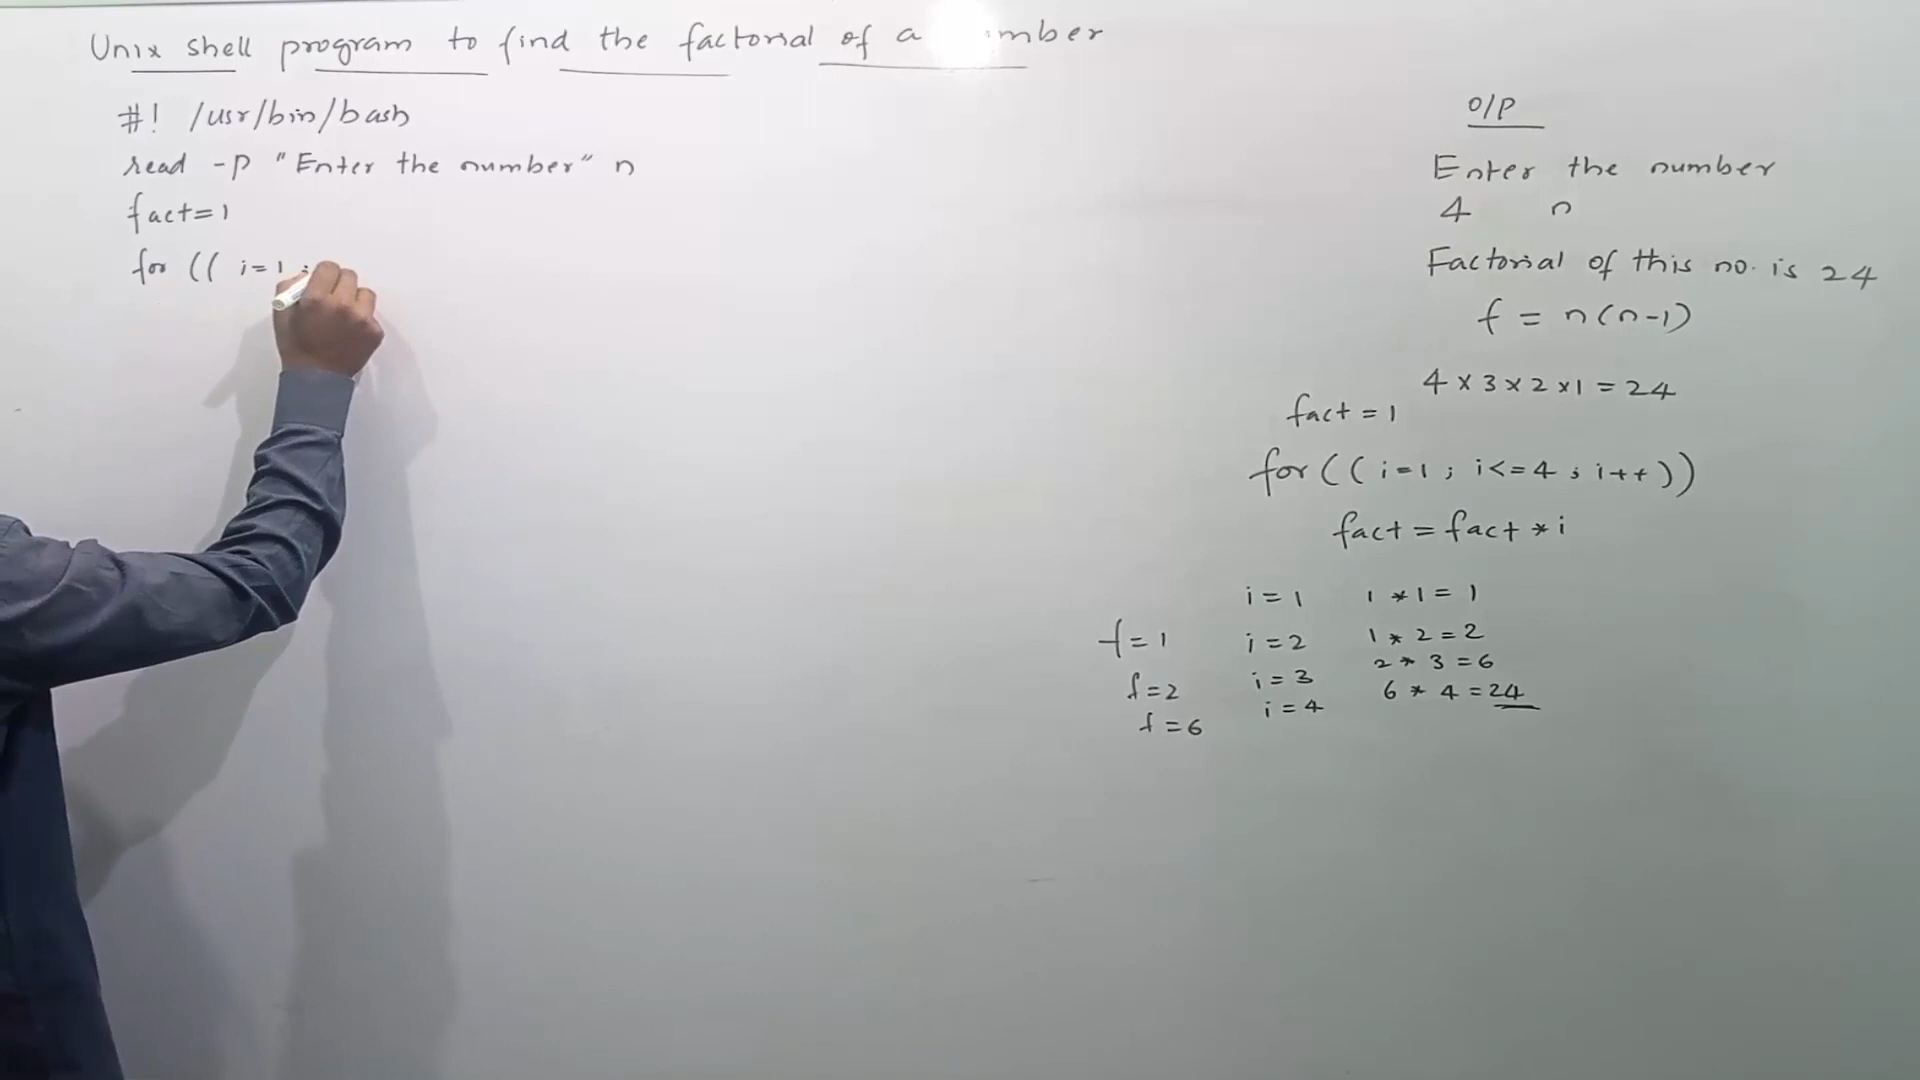 Unix shell program to find the factorial of a
#! /usr/bin/bash
read -p "Enter the number" n
fact=1
for (( i=1 ;
O/P
Enter the number
4 n
Factorial of this no. is 24
f = n(n-1)
4 x 3 x 2 x 1 = 24
fact = 1
for ((i=1; i<=4; i++))
fact = fact * i
i = 1 1 * 1 = 1
f = 1 i = 2 1 * 2 = 2
i = 3 2 * 3 = 6
f = 2 i = 4 6 * 4 = 24
f = 6